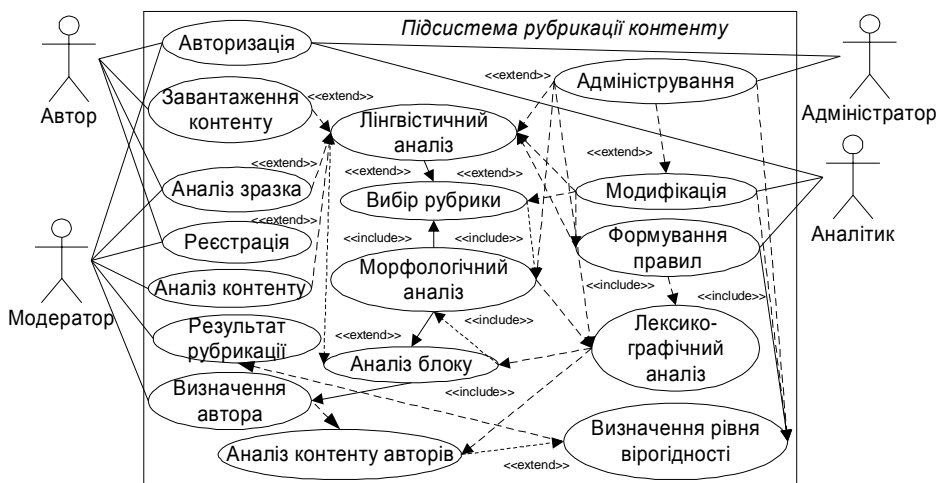 Підсистема рубрикації контенту
Авторизація
<<extend>>
Адміністрування
Автор
Адміністратор
Завантаження
контенту
<<extend>>
Лінгвістичний
аналіз
<<extend>>
<<extend>>
<<extend>>
<<extend>>
Аналіз зразка
Вибір рубрики
Модифікація
<<extend>>
Реєстрація
<<include>>
<<include>>
Формування
правил
Аналітик
Морфологічний
аналіз
Аналіз контенту
<<include>>
<<include>>
Модератор
Результат
рубрикації
<<extend>>
<<include>>
Лексико-
графічний
аналіз
Аналіз блоку
Визначення
автора
<<include>>
Визначення рівня
вірогідності
Аналіз контенту авторів
<<extend>>